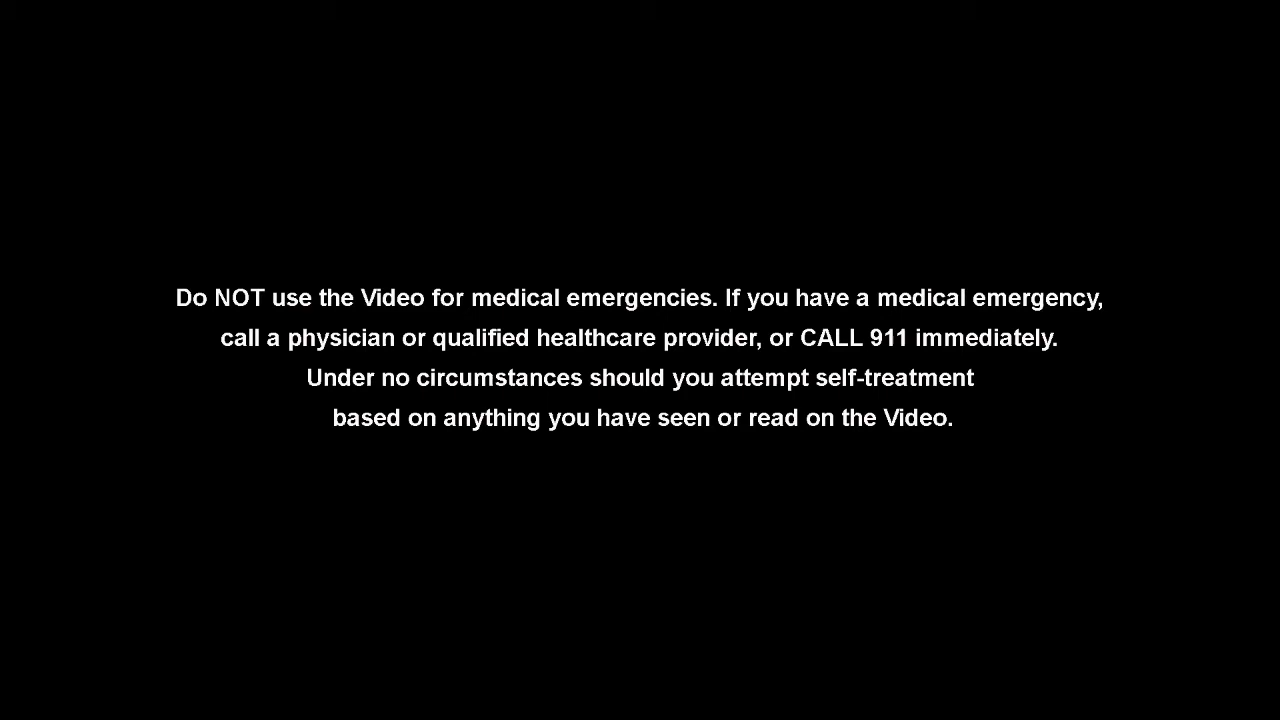 Do NOT use the Video for medical emergencies. If you have a medical emergency,
call a physician or qualified healthcare provider, or CALL 911 immediately.
Under no circumstances should you attempt self-treatment
based on anything you have seen or read on the Video.